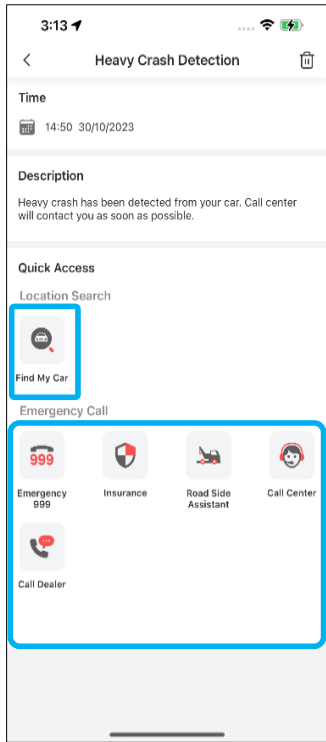 3:13
Heavy Crash Detection
Time
14:50 30/10/2023
Description
Heavy crash has been detected from your car. Call center
will contact you as soon as possible.
Quick Access
Location Search
Find My Car
Emergency Call
999
Emergency
999
Insurance
Road Side
Assistant
Call Center
Call Dealer